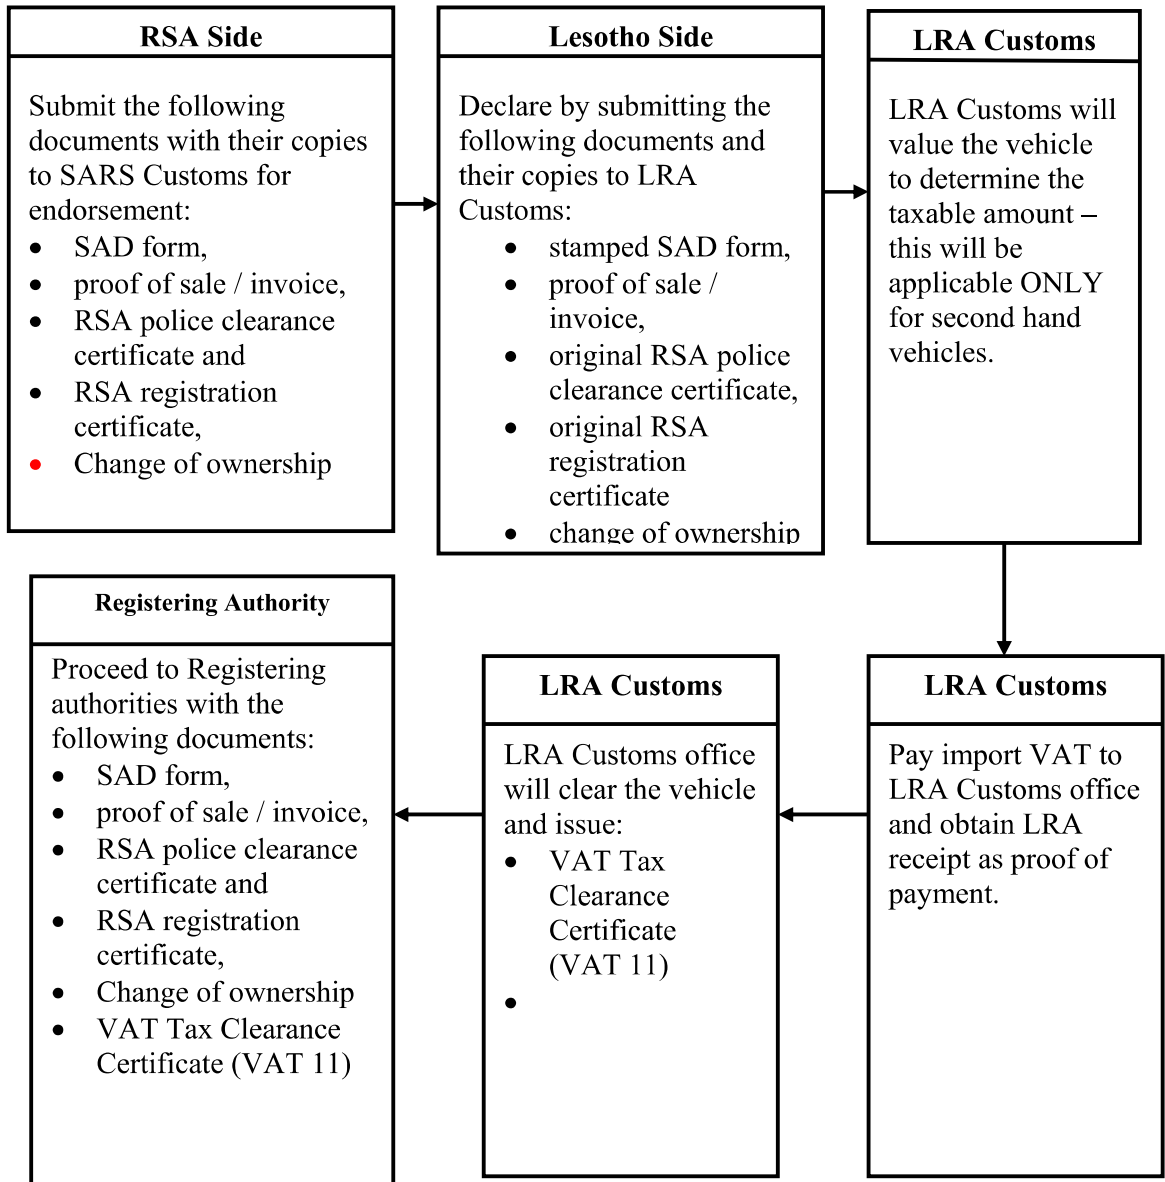 RSA Side
Submit the following
documents with their copies
to SARS Customs for
endorsement:
• SAD form,
• proof of sale / invoice,
• RSA police clearance
certificate and
• RSA registration
certificate,
• Change of ownership
Lesotho Side
Declare by submitting the
following documents and
their copies to LRA
Customs:
• stamped SAD form,
• proof of sale /
invoice,
• original RSA police
clearance certificate,
• original RSA
registration
certificate
• change of ownership
LRA Customs
LRA Customs will
value the vehicle
to determine the
taxable amount –
this will be
applicable ONLY
for second hand
vehicles.
LRA Customs
Pay import VAT to
LRA Customs office
and obtain LRA
receipt as proof of
payment.
LRA Customs
LRA Customs office
will clear the vehicle
and issue:
• VAT Tax
Clearance
Certificate
(VAT 11)
•
Registering Authority
Proceed to Registering
authorities with the
following documents:
• SAD form,
• proof of sale / invoice,
• RSA police clearance
certificate and
• RSA registration
certificate,
• Change of ownership
• VAT Tax Clearance
Certificate (VAT 11)